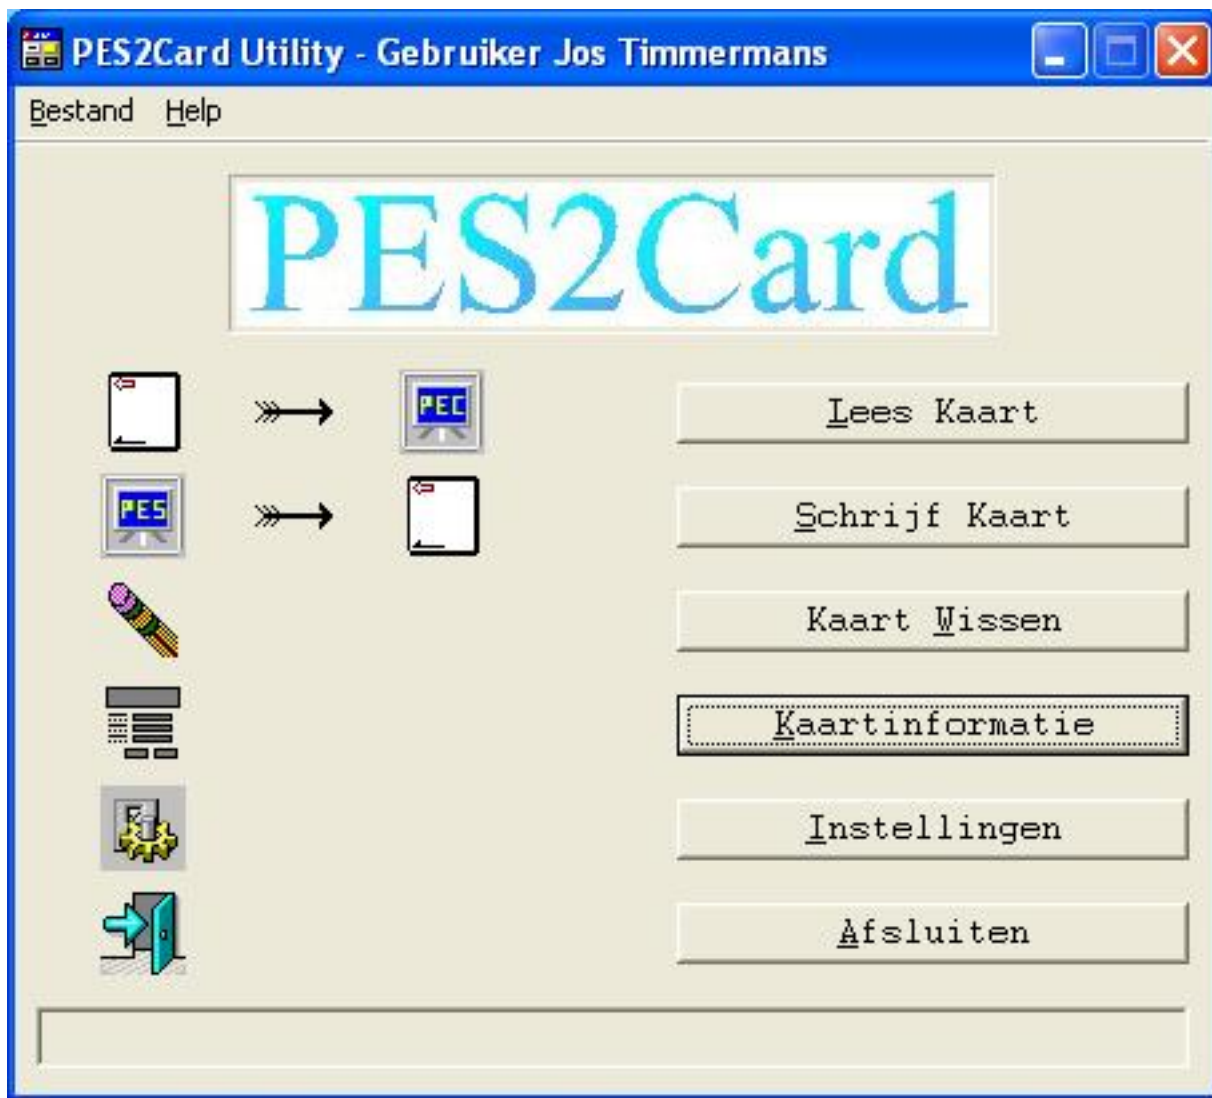 PES2Card Utility - Gebruiker Jos Timmermans
Bestand Help
PES2Card
PEC
Lees Kaart
PES
Schrijf Kaart
Kaart Wissen
Kaartinformatie
Instellingen
Afsluiten